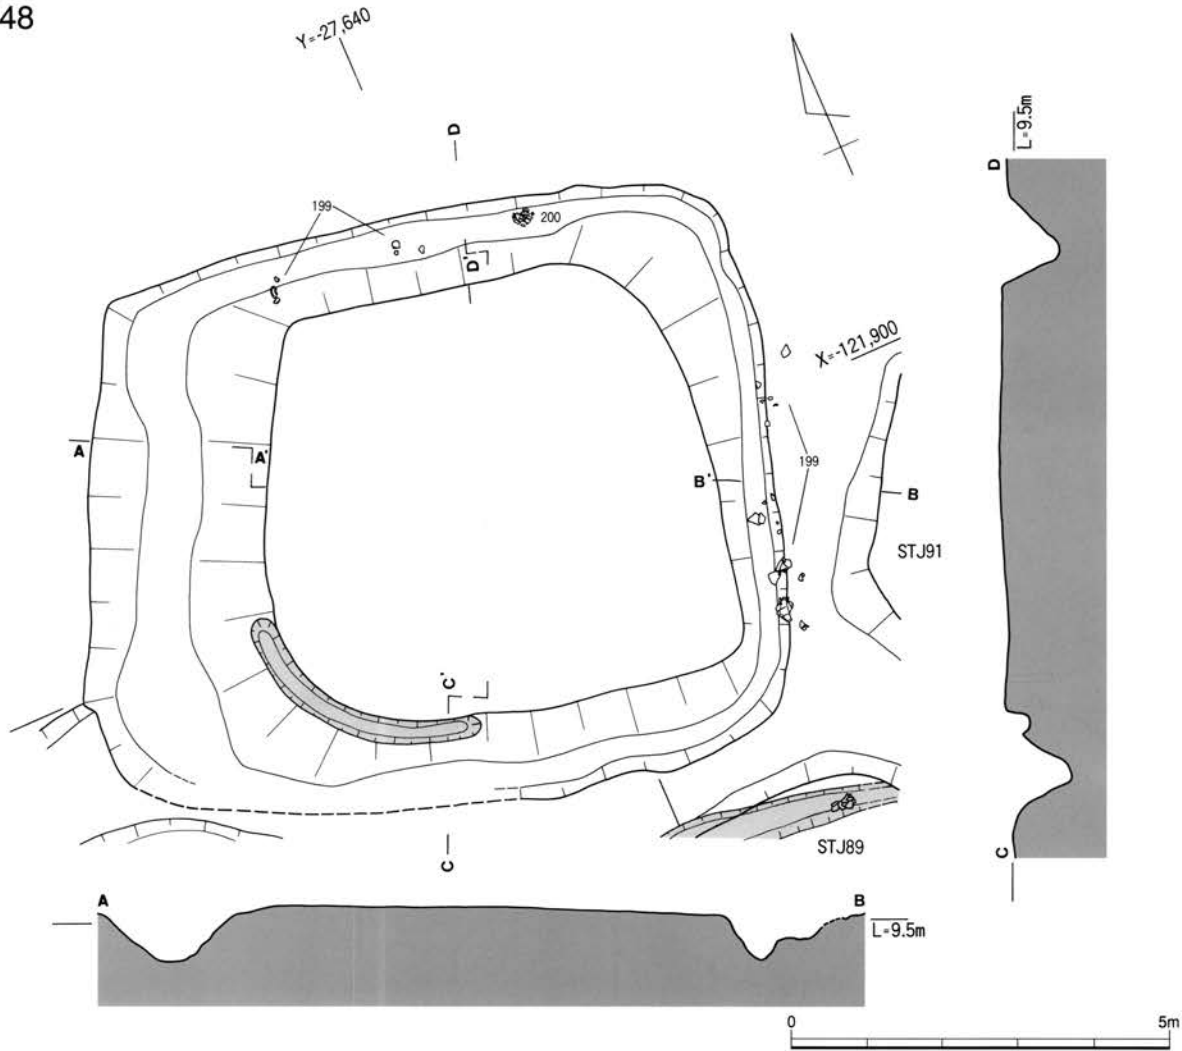 48
Y=-27,640
D
L=9.5m
D
199
200
D'
X=-121,900
A
A'
B'
199
B
STJ91
C'
STJ89
C
C
A
B
L=9.5m
0
5m